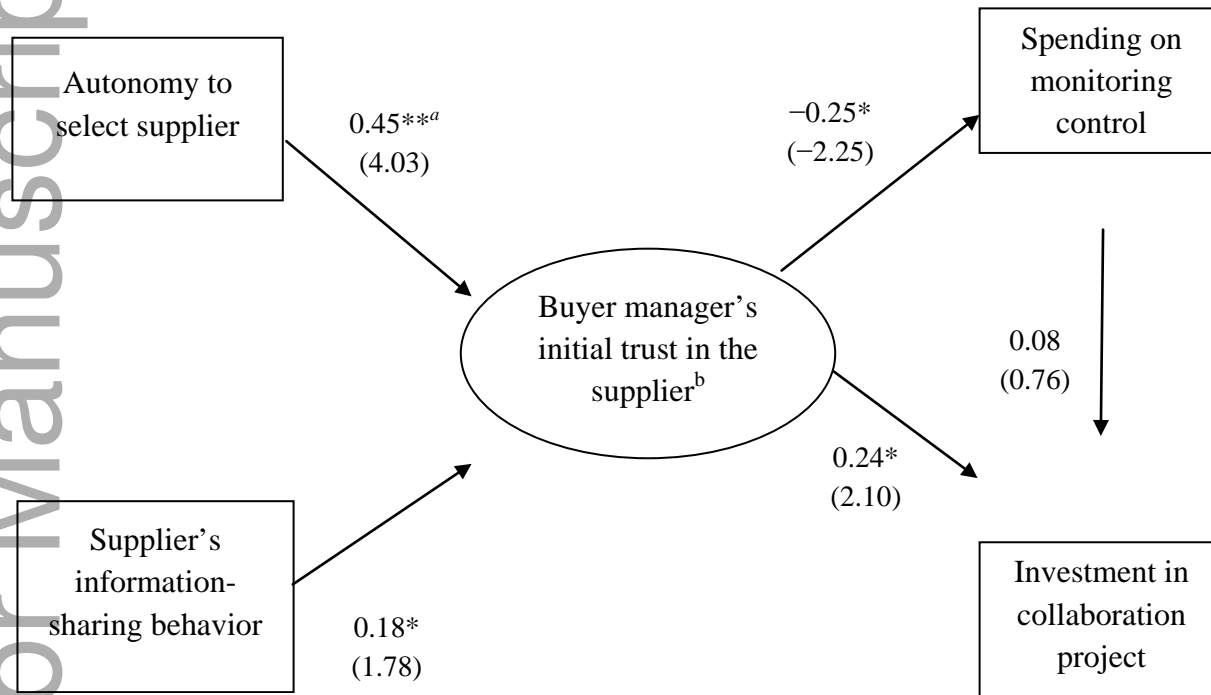 Autonomy to
select supplier
0.45**a
(4.03)
−0.25*
(−2.25)
Spending on
monitoring
control
Buyer manager’s
initial trust in the
supplierb
0.08
(0.76)
0.24*
(2.10)
Supplier’s
information-
sharing behavior
0.18*
(1.78)
Investment in
collaboration
project
or Manuscrip